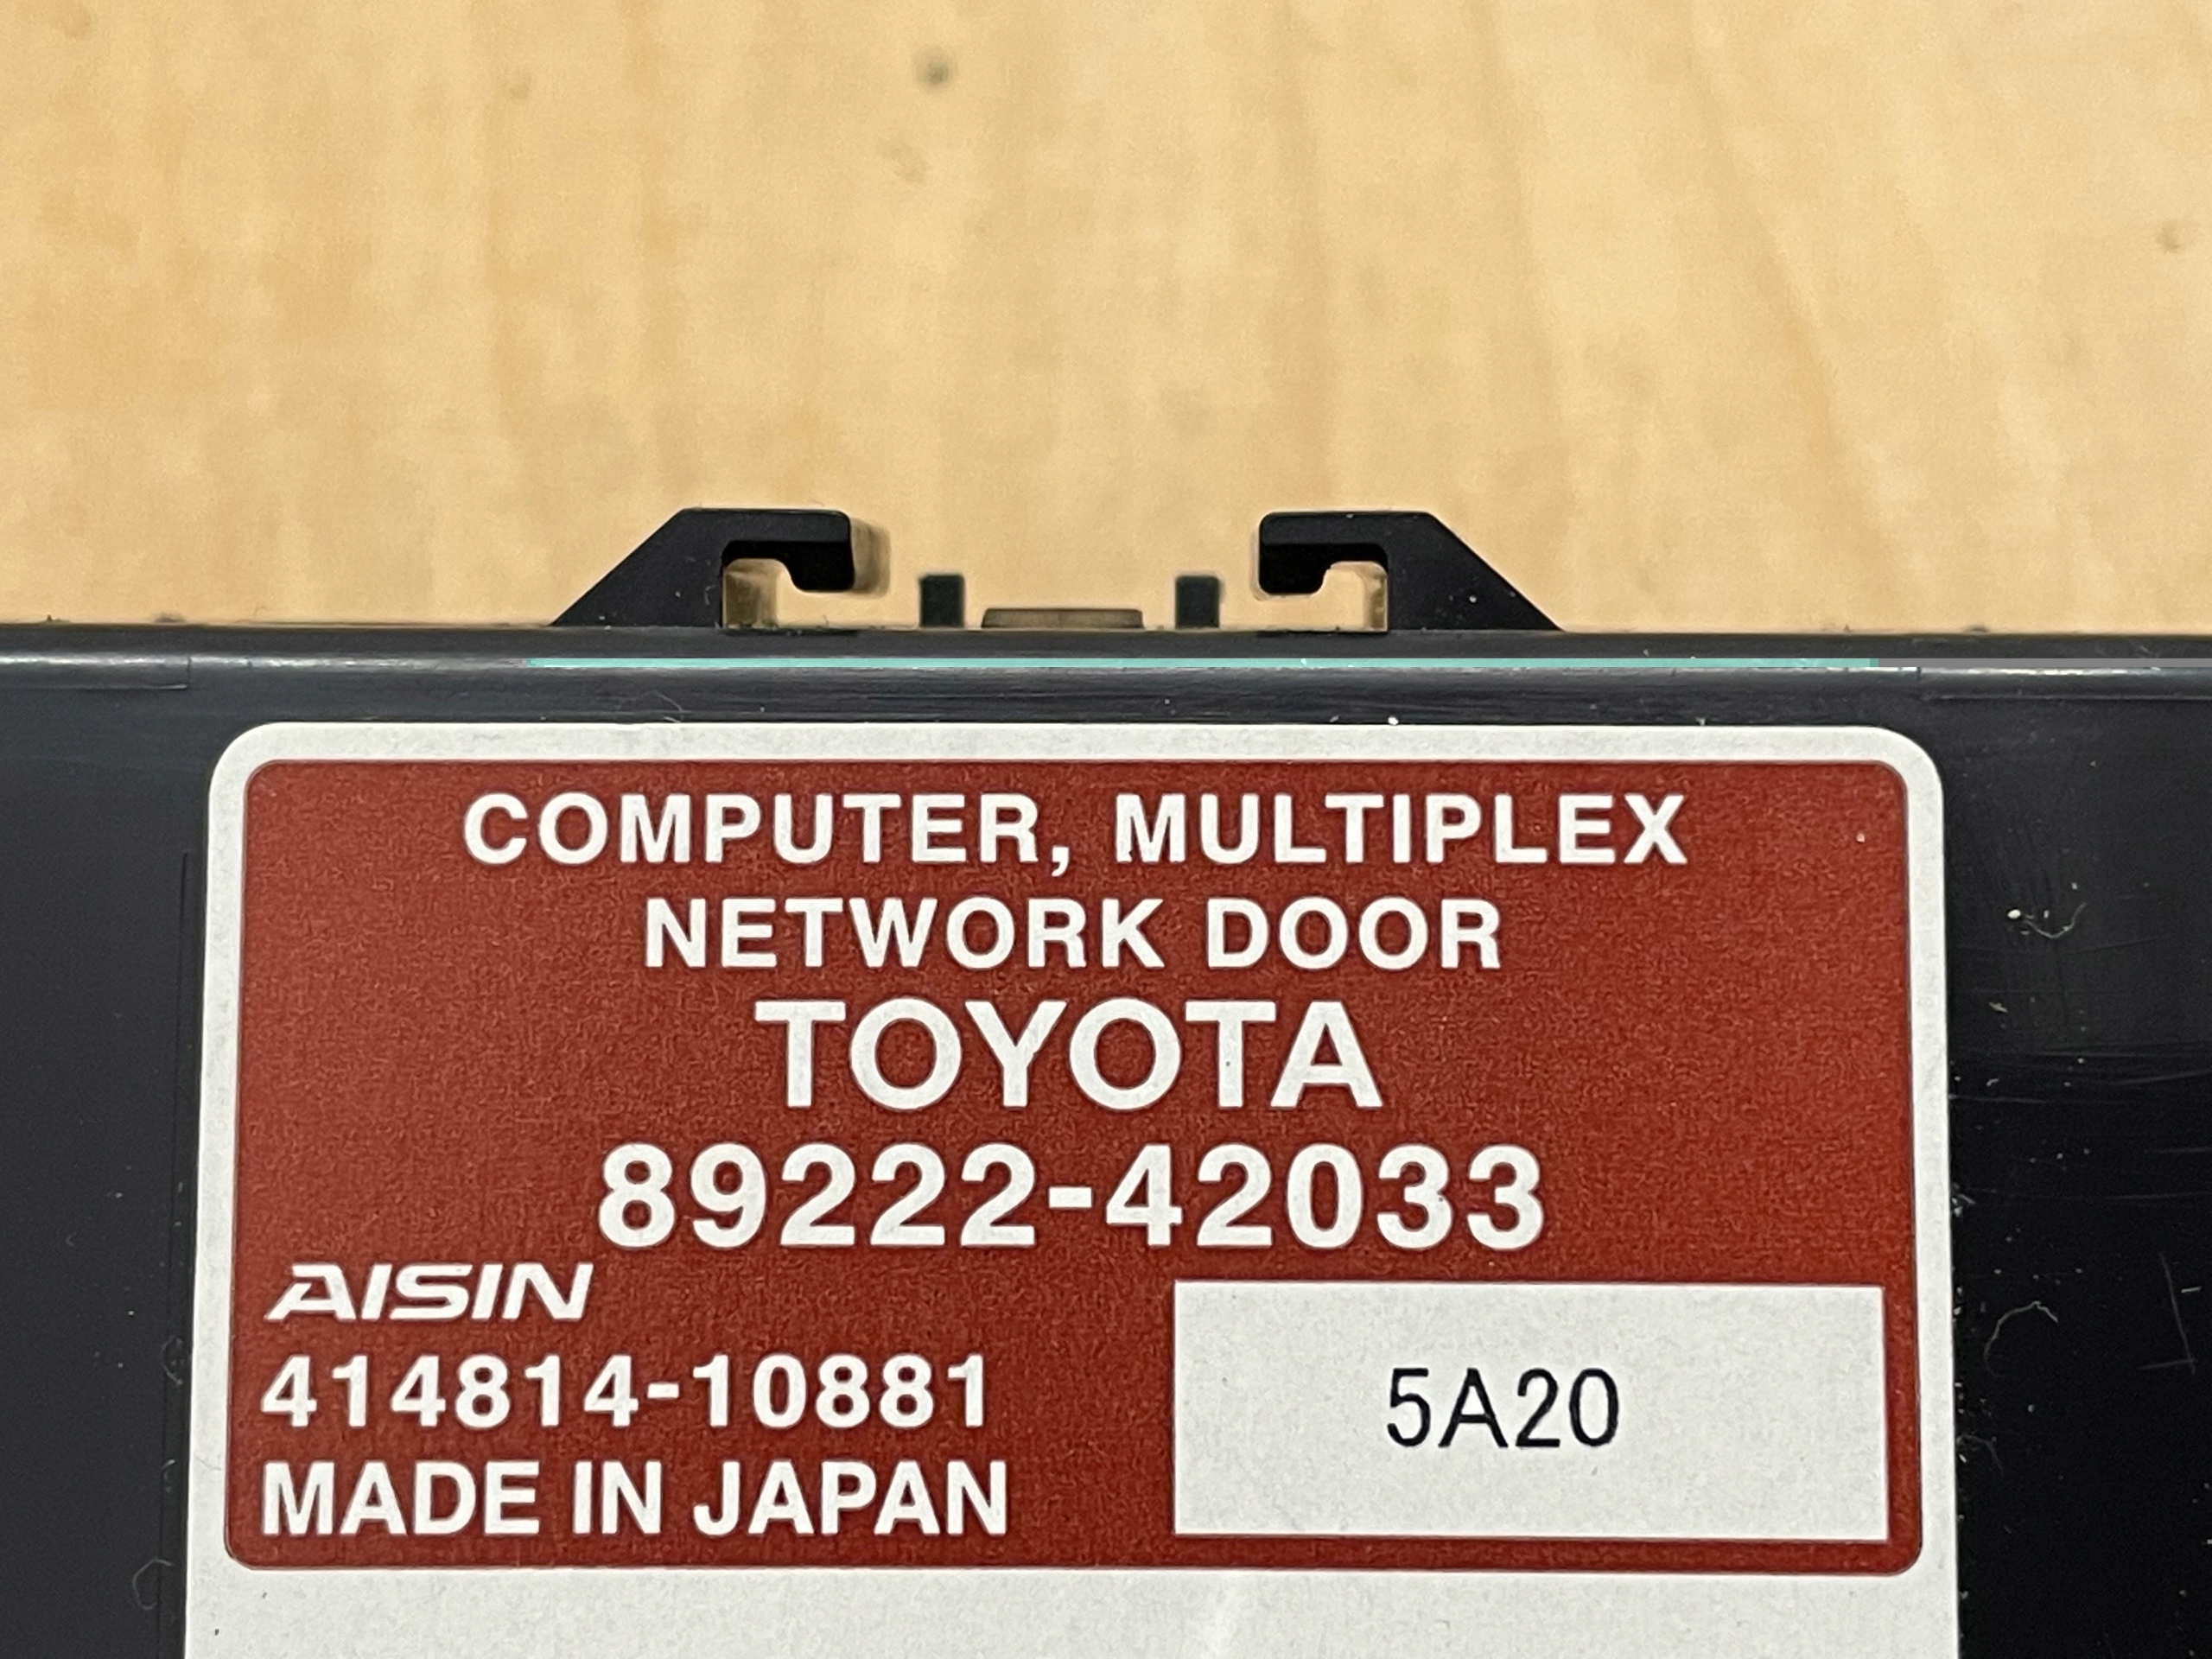 COMPUTER, MULTIPLEX
NETWORK DOOR
TOYOTA
89222-42033
AISIN
414814-10881
MADE IN JAPAN
5A20